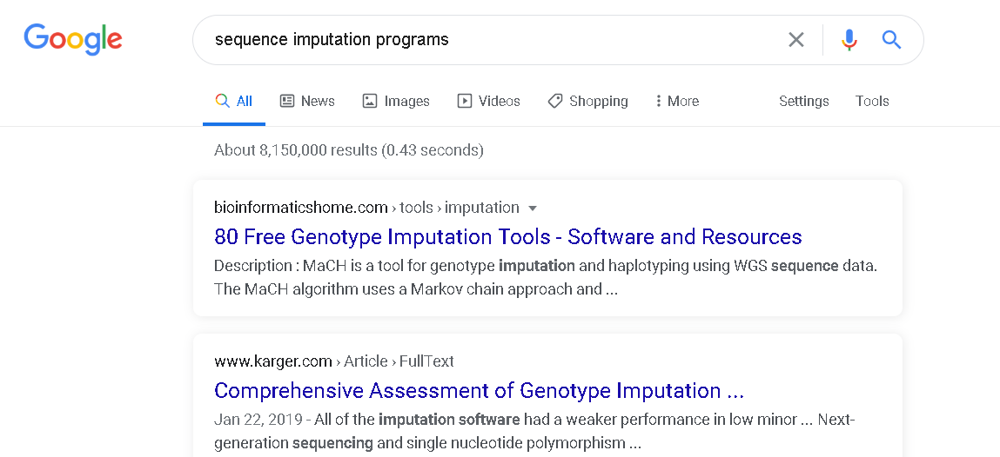 Google
sequence imputation programs
All News Images Videos Shopping More Settings Tools
About 8,150,000 results (0.43 seconds)
bioinformaticshome.com › tools › imputation
80 Free Genotype Imputation Tools - Software and Resources
Description : MaCH is a tool for genotype imputation and haplotyping using WGS sequence data.
The MaCH algorithm uses a Markov chain approach and ...
www.karger.com › Article › FullText
Comprehensive Assessment of Genotype Imputation ...
Jan 22, 2019 - All of the imputation software had a weaker performance in low minor ... Next-
generation sequencing and single nucleotide polymorphism ...